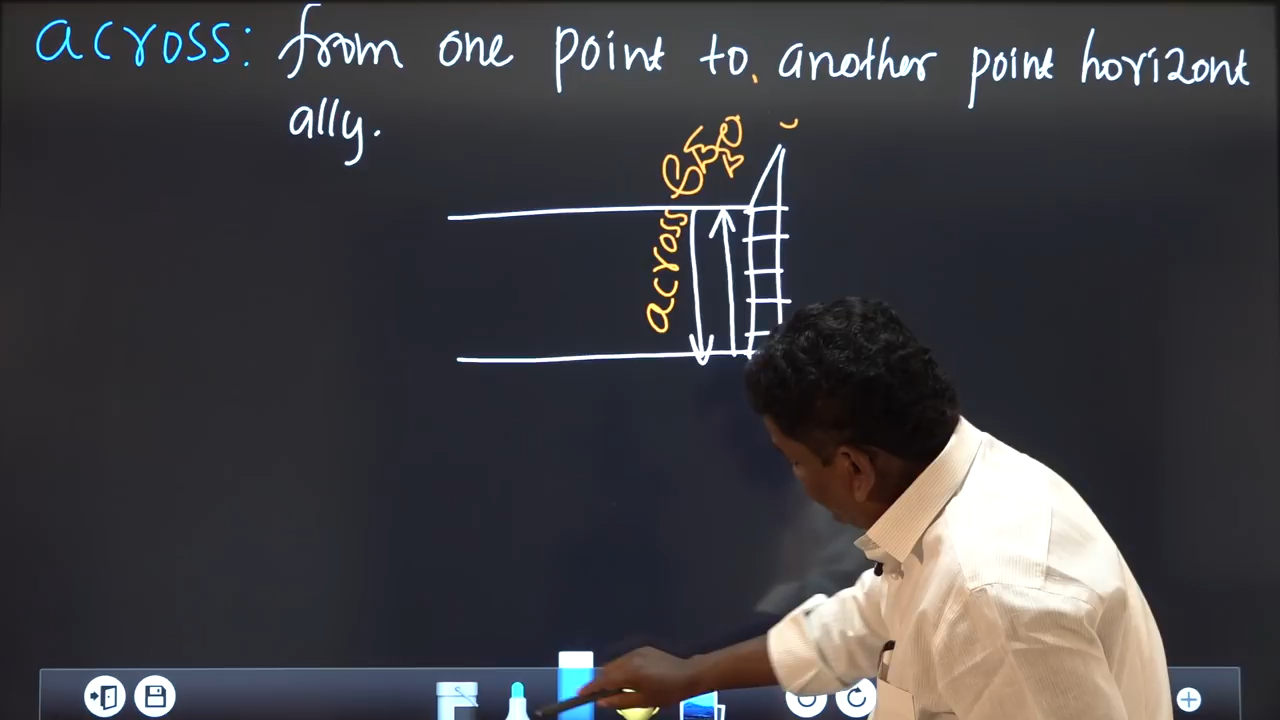 across: from one point to another point horizont
ally.
across